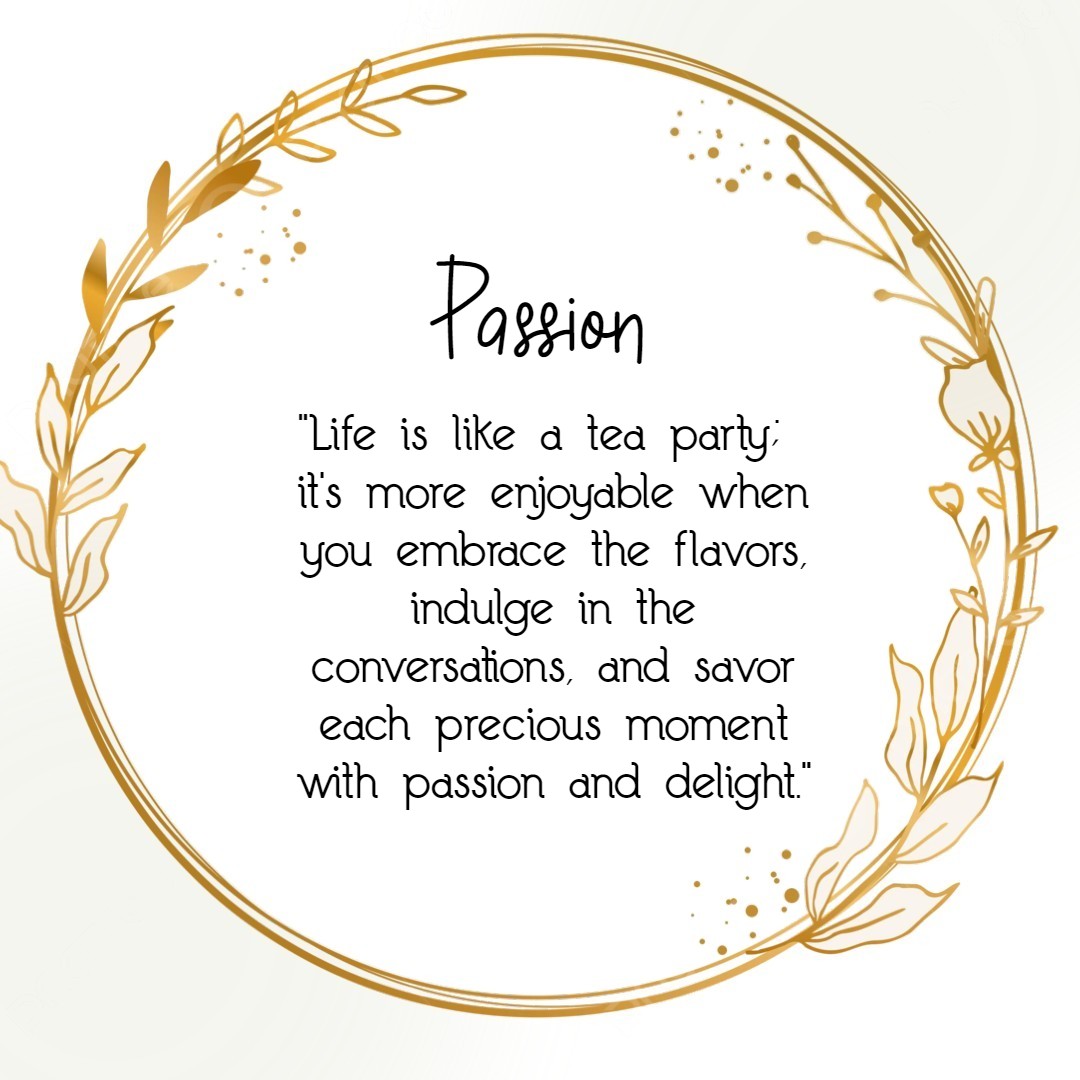 Passion
"Life is like a tea party;
it's more enjoyable when
you embrace the flavors,
indulge in the
conversations, and savor
each precious moment
with passion and delight."